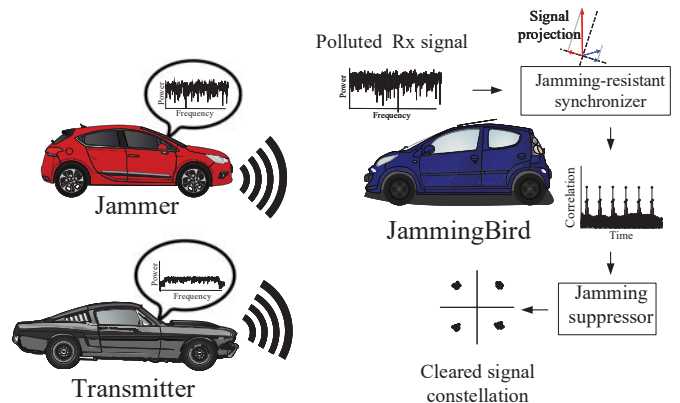 Signal
projection
Polluted Rx signal
Power
Frequency
Jamming-resistant
synchronizer
Power
Frequency
Jammer
JammingBird
Correlation
Time
Power
Frequency
Jamming
suppressor
Transmitter
Cleared signal
constellation